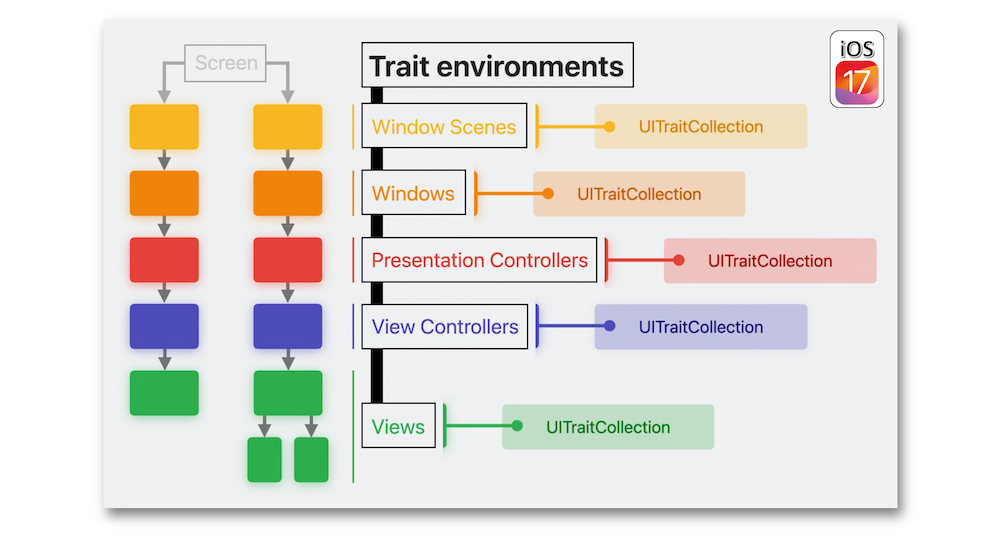 Screen
Trait environments
iOS
17
Window Scenes
UITraitCollection
Windows
UITraitCollection
Presentation Controllers
UITraitCollection
View Controllers
UITraitCollection
Views
UITraitCollection